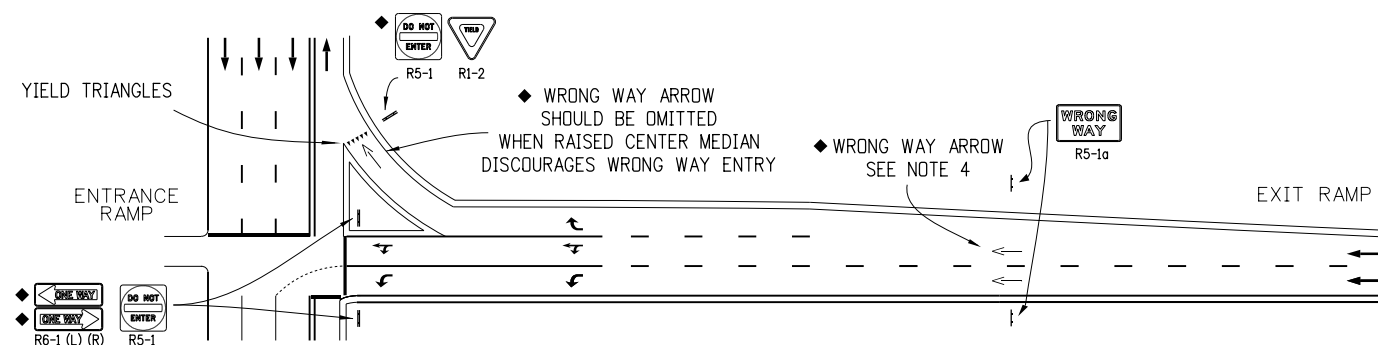 ◆ DO NOT
ENTER
YIELD
R5-1 R1-2
YIELD TRIANGLES
◆ WRONG WAY ARROW
SHOULD BE OMITTED
WHEN RAISED CENTER MEDIAN
DISCOURAGES WRONG WAY ENTRY
◆ WRONG WAY ARROW
SEE NOTE 4
WRONG
WAY
R5-1a
ENTRANCE
RAMP
EXIT RAMP
◆ ONE WAY
◆ ONE WAY
R6-1 (L) (R)
DO NOT
ENTER
R5-1